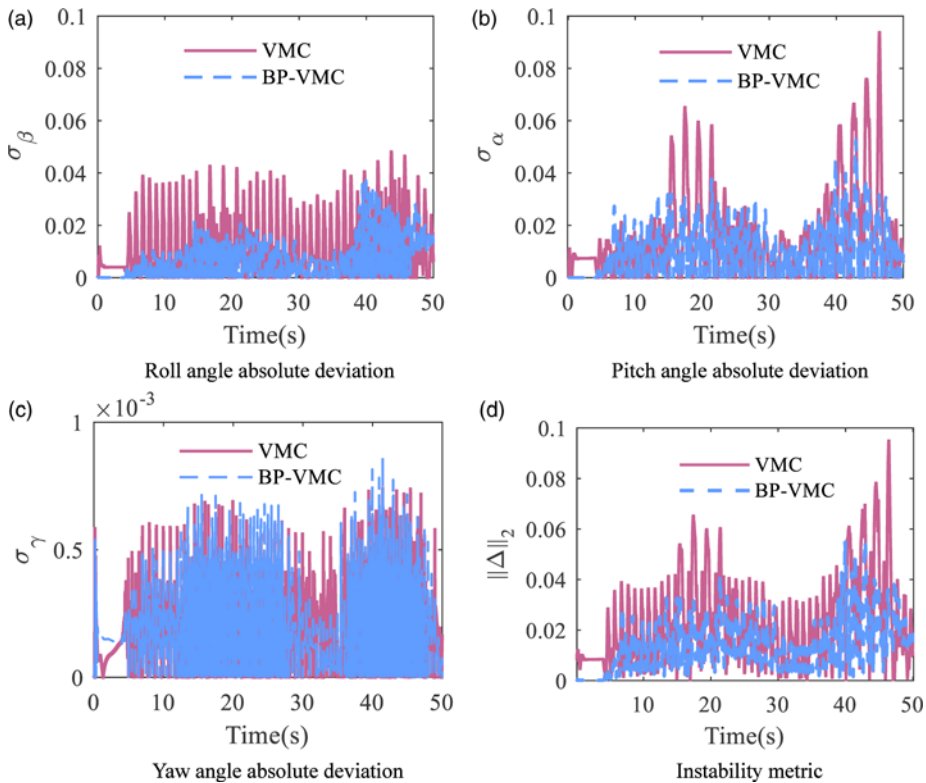 (a)
0.1
0.08
0.06
0.04
0.02
0
σ_β
VMC
BP-VMC
0 10 20 30 40 50
Time(s)
Roll angle absolute deviation
(b)
0.1
0.08
0.06
0.04
0.02
0
σ_α
VMC
BP-VMC
0 10 20 30 40 50
Time(s)
Pitch angle absolute deviation
(c)
×10⁻³
1
0.5
0
σ_γ
VMC
BP-VMC
0 10 20 30 40 50
Time(s)
Yaw angle absolute deviation
(d)
0.1
0.08
0.06
0.04
0.02
0
||Δ||₂
VMC
BP-VMC
10 20 30 40 50
Time(s)
Instability metric